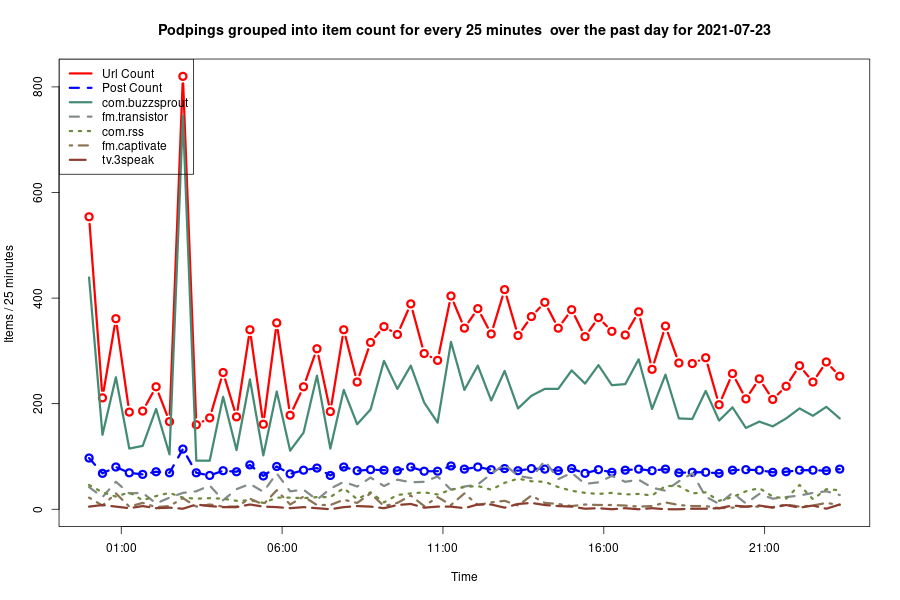 Podpings grouped into item count for every 25 minutes  over the past day for 2021-07-23
Url Count
Post Count
com.buzzsprout
fm.transistor
com.rss
fm.captivate
tv.3speak
Items / 25 minutes
800
600
400
200
0
01:00 06:00 11:00 16:00 21:00
Time